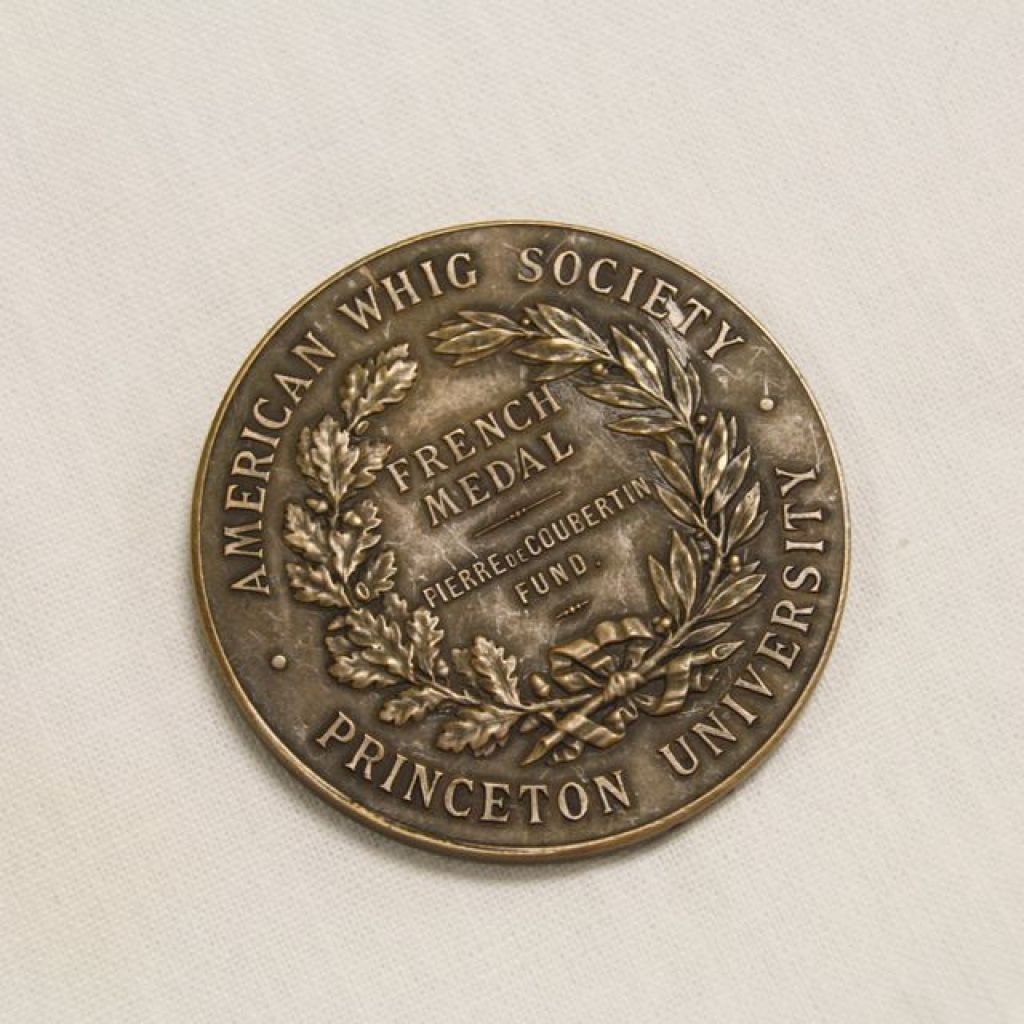 AMERICAN WHIG SOCIETY
FRENCH
MEDAL
PIERRE DE COUBERTIN
FUND.
PRINCETON UNIVERSITY